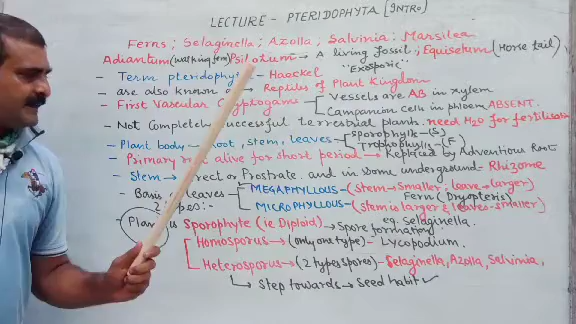 LECTURE - PTERIDOPHYTA (INTRO)
Ferns; Selaginella; Azolla; Salvinia; Marsilea
Adiantum (walking fern) Psilotum → A living fossil; Equisetum (Horse tail)
- Term pteridophyta - Haeckel "Exosporic"
- are also known as → Reptiles of Plant Kingdom
- First Vascular Cryptogams - Vessels are AB in xylem
Campanion cells in phloem ABSENT.
- Not Completely successful terrestrial plants. need H2O for fertilisation
- Plant body → Root, stem, leaves - Sporophylls - (S)
Trophophylls - (F)
- Primary root alive for short period → Replaced by Adventious Root
- Stem → Erect or Prostrate and in some underground - Rhizome
- Basis of leaves - MEGAPHYLLOUS - (stem → smaller; leave → larger)
2 types:- Fern (Dryopteris)
MICROPHYLLOUS - (stem is larger & leaves → smaller)
eg. Selaginella.
- Plant is Sporophyte (ie Diploid) → Spore formation
Homosporus → (only one type) - Lycopodium.
Heterosporus → (2 types spores) - Selaginella, Azolla, Salvinia,
↳ Step towards → Seed habit ✓